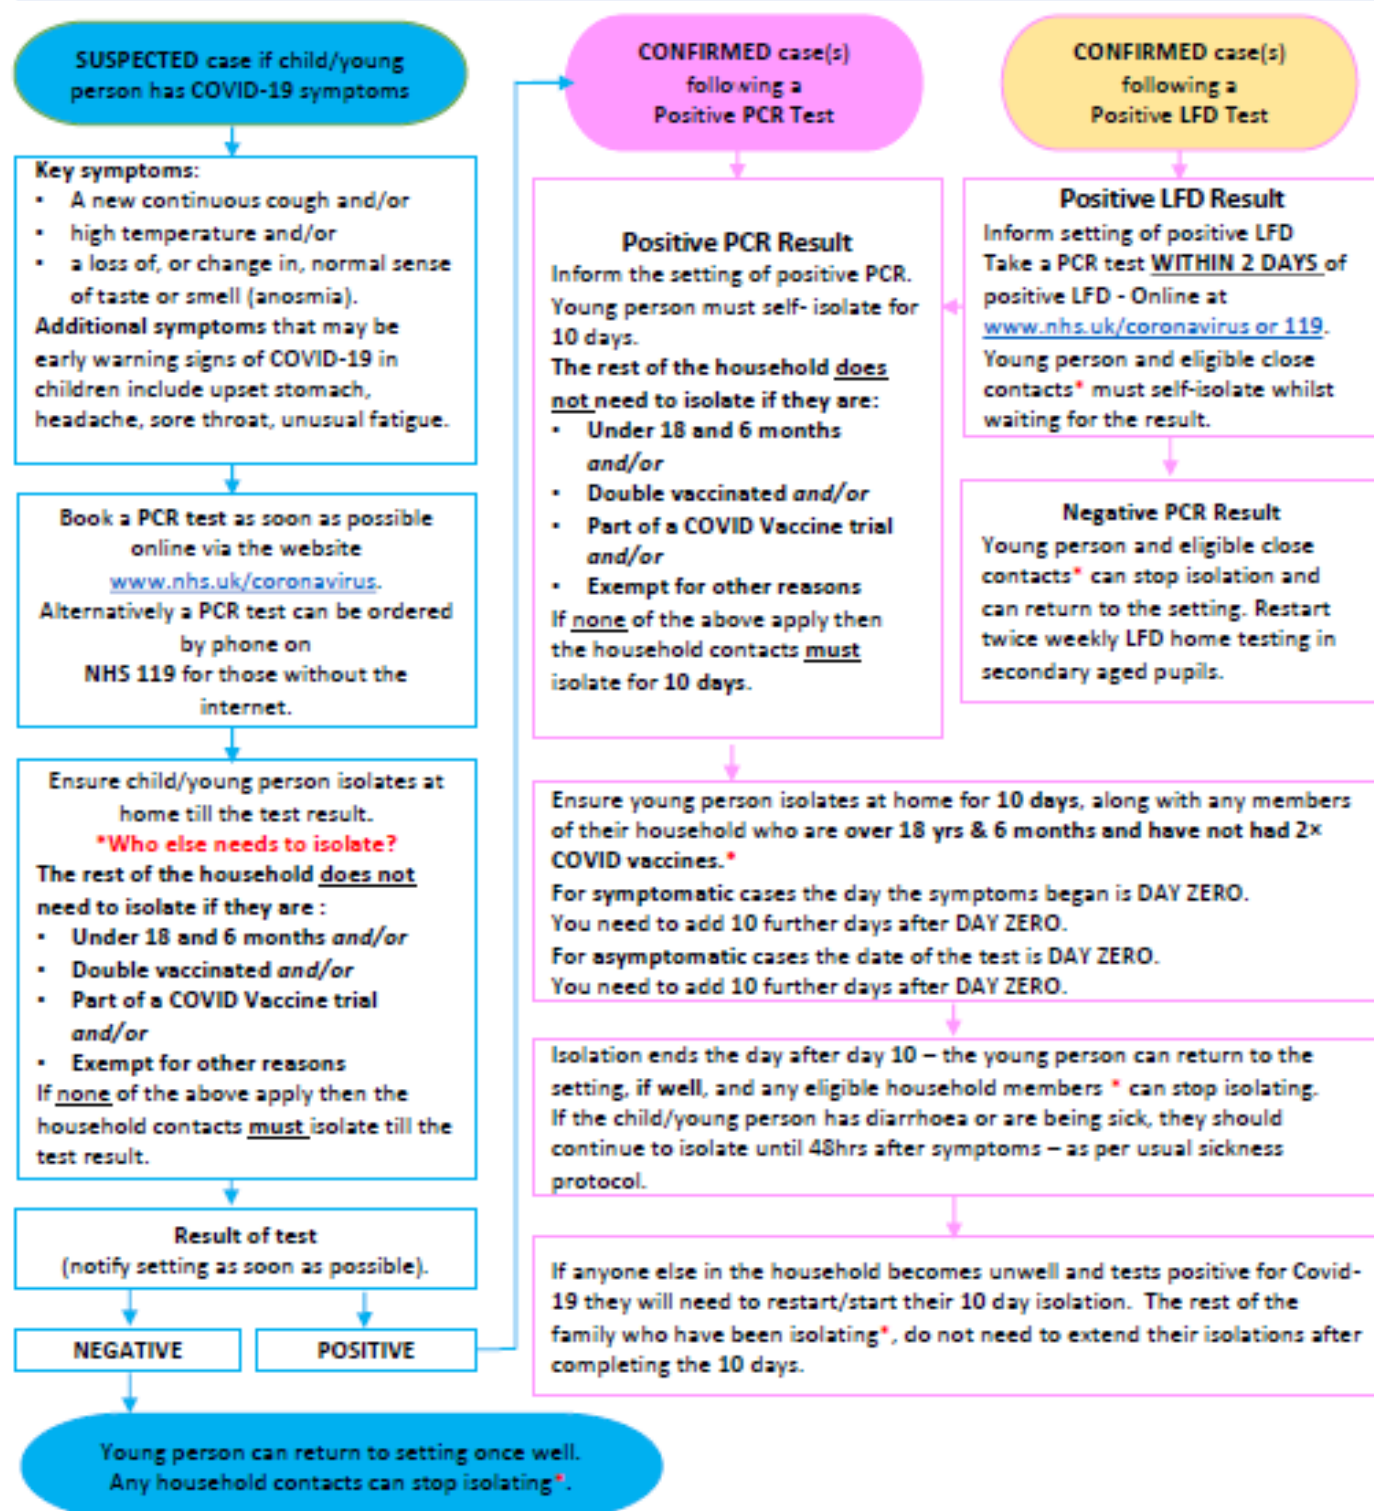 SUSPECTED case if child/young
person has COVID-19 symptoms
Key symptoms:
▪ A new continuous cough and/or
▪ high temperature and/or
▪ a loss of, or change in, normal sense
of taste or smell (anosmia).
Additional symptoms that may be
early warning signs of COVID-19 in
children include upset stomach,
headache, sore throat, unusual fatigue.
Book a PCR test as soon as possible
online via the website
www.nhs.uk/coronavirus.
Alternatively a PCR test can be ordered
by phone on
NHS 119 for those without the
internet.
Ensure child/young person isolates at
home till the test result.
*Who else needs to isolate?
The rest of the household does not
need to isolate if they are :
▪ Under 18 and 6 months and/or
▪ Double vaccinated and/or
▪ Part of a COVID Vaccine trial
and/or
▪ Exempt for other reasons
If none of the above apply then the
household contacts must isolate till the
test result.
Result of test
(notify setting as soon as possible).
NEGATIVE
POSITIVE
Young person can return to setting once well.
Any household contacts can stop isolating*.
CONFIRMED case(s)
following a
Positive PCR Test
Positive PCR Result
Inform the setting of positive PCR.
Young person must self- isolate for
10 days.
The rest of the household does
not need to isolate if they are:
▪ Under 18 and 6 months
and/or
▪ Double vaccinated and/or
▪ Part of a COVID Vaccine trial
and/or
▪ Exempt for other reasons
If none of the above apply then
the household contacts must
isolate for 10 days.
CONFIRMED case(s)
following a
Positive LFD Test
Positive LFD Result
Inform setting of positive LFD
Take a PCR test WITHIN 2 DAYS of
positive LFD - Online at
www.nhs.uk/coronavirus or 119.
Young person and eligible close
contacts* must self-isolate whilst
waiting for the result.
Negative PCR Result
Young person and eligible close
contacts* can stop isolation and
can return to the setting. Restart
twice weekly LFD home testing in
secondary aged pupils.
Ensure young person isolates at home for 10 days, along with any members
of their household who are over 18 yrs & 6 months and have not had 2×
COVID vaccines.*
For symptomatic cases the day the symptoms began is DAY ZERO.
You need to add 10 further days after DAY ZERO.
For asymptomatic cases the date of the test is DAY ZERO.
You need to add 10 further days after DAY ZERO.
Isolation ends the day after day 10 – the young person can return to the
setting, if well, and any eligible household members * can stop isolating.
If the child/young person has diarrhoea or are being sick, they should
continue to isolate until 48hrs after symptoms – as per usual sickness
protocol.
If anyone else in the household becomes unwell and tests positive for Covid-
19 they will need to restart/start their 10 day isolation. The rest of the
family who have been isolating*, do not need to extend their isolations after
completing the 10 days.